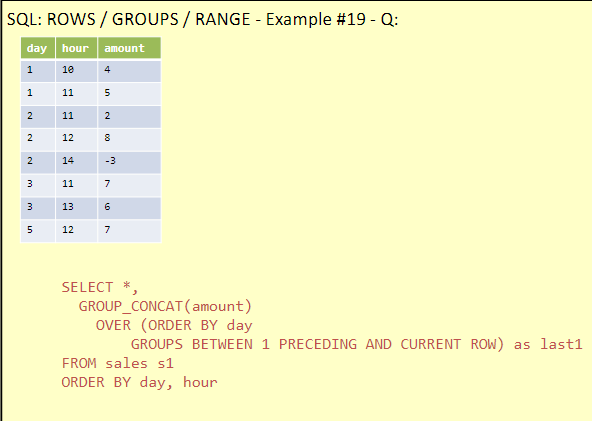 SQL: ROWS / GROUPS / RANGE - Example #19 - Q:
day hour amount
1 10 4
1 11 5
2 11 2
2 12 8
2 14 -3
3 11 7
3 13 6
5 12 7
SELECT *,
GROUP_CONCAT(amount)
OVER (ORDER BY day
GROUPS BETWEEN 1 PRECEDING AND CURRENT ROW) as last1
FROM sales s1
ORDER BY day, hour